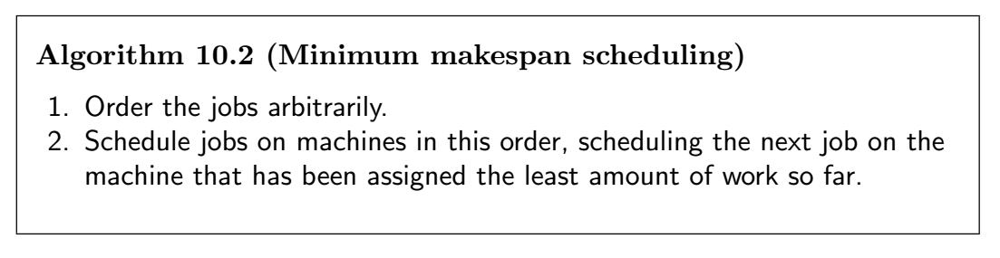 Algorithm 10.2 (Minimum makespan scheduling)
1. Order the jobs arbitrarily.
2. Schedule jobs on machines in this order, scheduling the next job on the
machine that has been assigned the least amount of work so far.